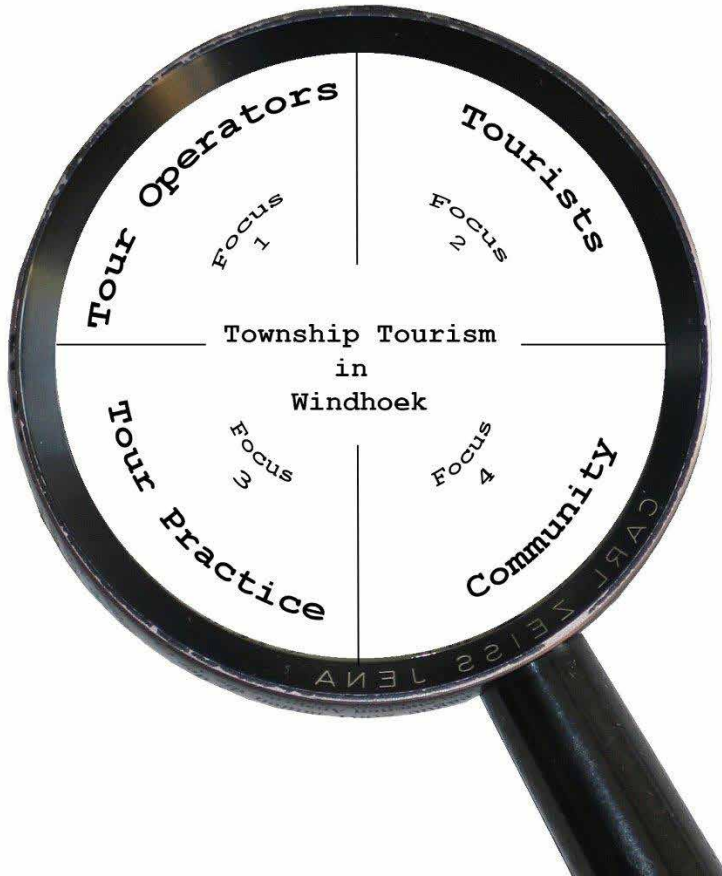 Tour Operators
Focus
1
Tourists
Focus
2
Township Tourism
in
Windhoek
Tour Practice
Focus
3
Community
Focus
4
CARL ZEISS JENA